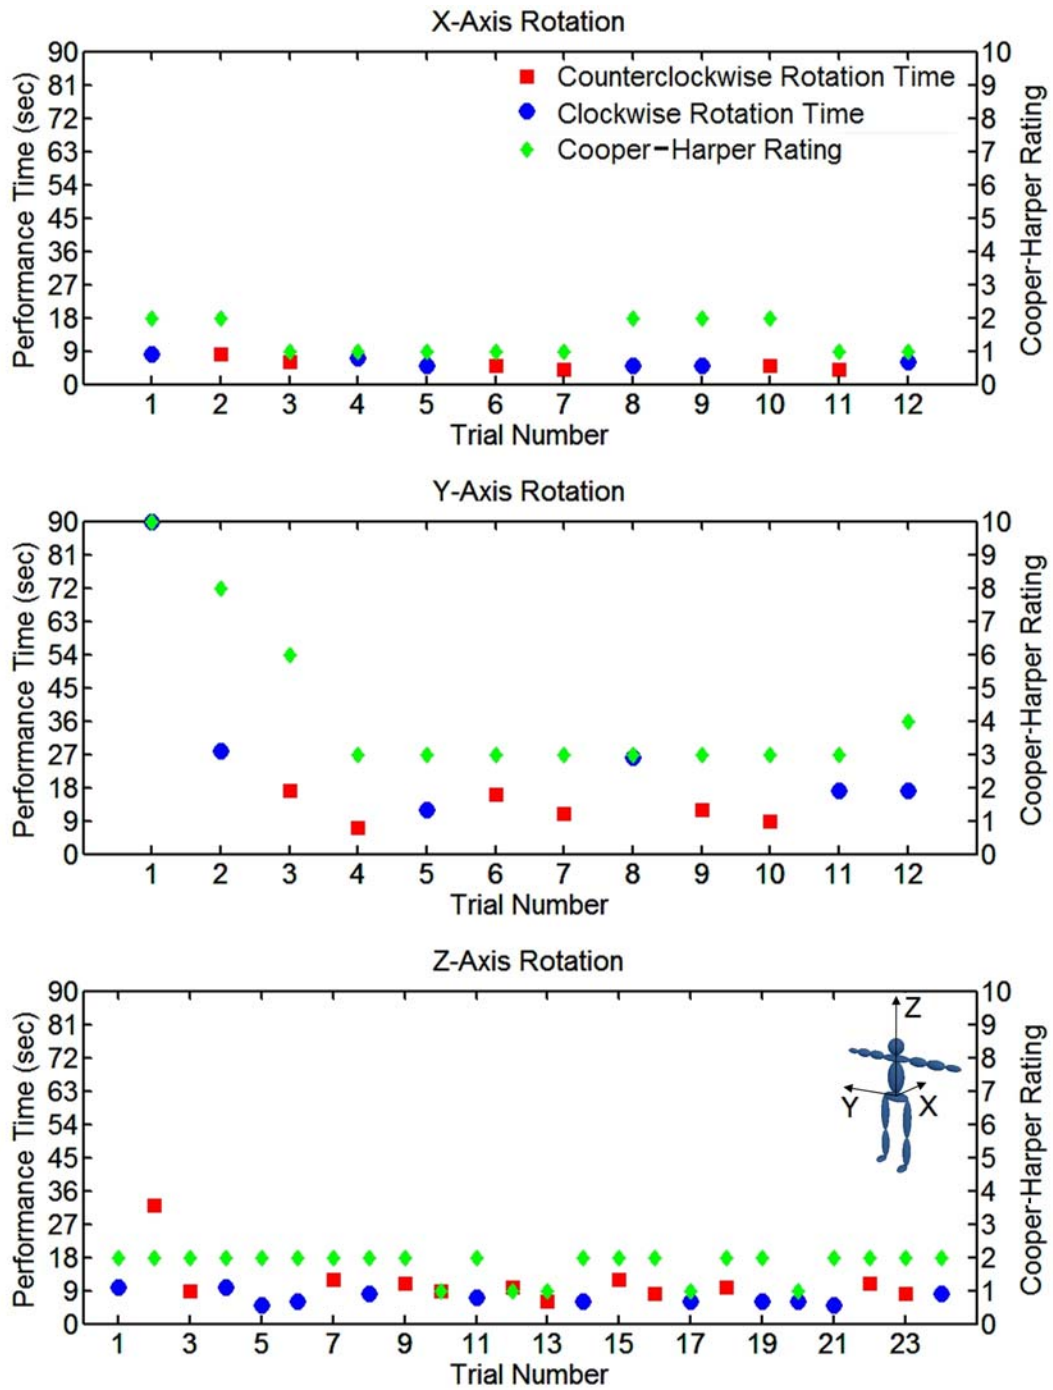 X-Axis Rotation
90 81 72 63 54 45 36 27 18 9 0
Performance Time (sec)
Counterclockwise Rotation Time
Clockwise Rotation Time
Cooper-Harper Rating
10 9 8 7 6 5 4 3 2 1 0
Cooper-Harper Rating
1 2 3 4 5 6 7 8 9 10 11 12
Trial Number
Y-Axis Rotation
90 81 72 63 54 45 36 27 18 9 0
Performance Time (sec)
10 9 8 7 6 5 4 3 2 1 0
Cooper-Harper Rating
1 2 3 4 5 6 7 8 9 10 11 12
Trial Number
Z-Axis Rotation
90 81 72 63 54 45 36 27 18 9 0
Performance Time (sec)
Z
Y X
10 9 8 7 6 5 4 3 2 1 0
Cooper-Harper Rating
1 3 5 7 9 11 13 15 17 19 21 23
Trial Number